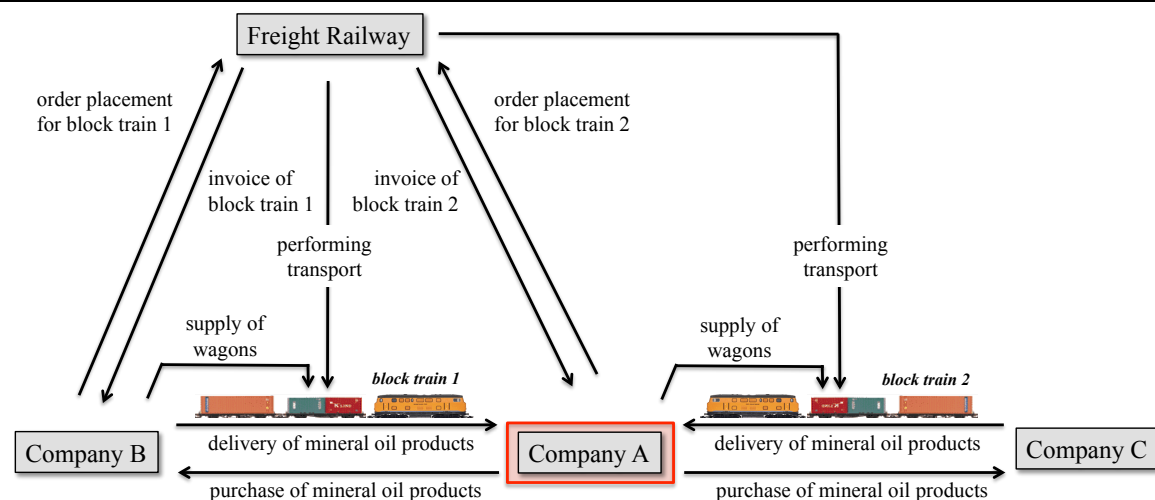 Freight Railway
order placement
for block train 1
order placement
for block train 2
invoice of
block train 1
invoice of
block train 2
performing
transport
performing
transport
supply of
wagons
supply of
wagons
block train 1
block train 2
Company B
delivery of mineral oil products
purchase of mineral oil products
Company A
delivery of mineral oil products
purchase of mineral oil products
Company C